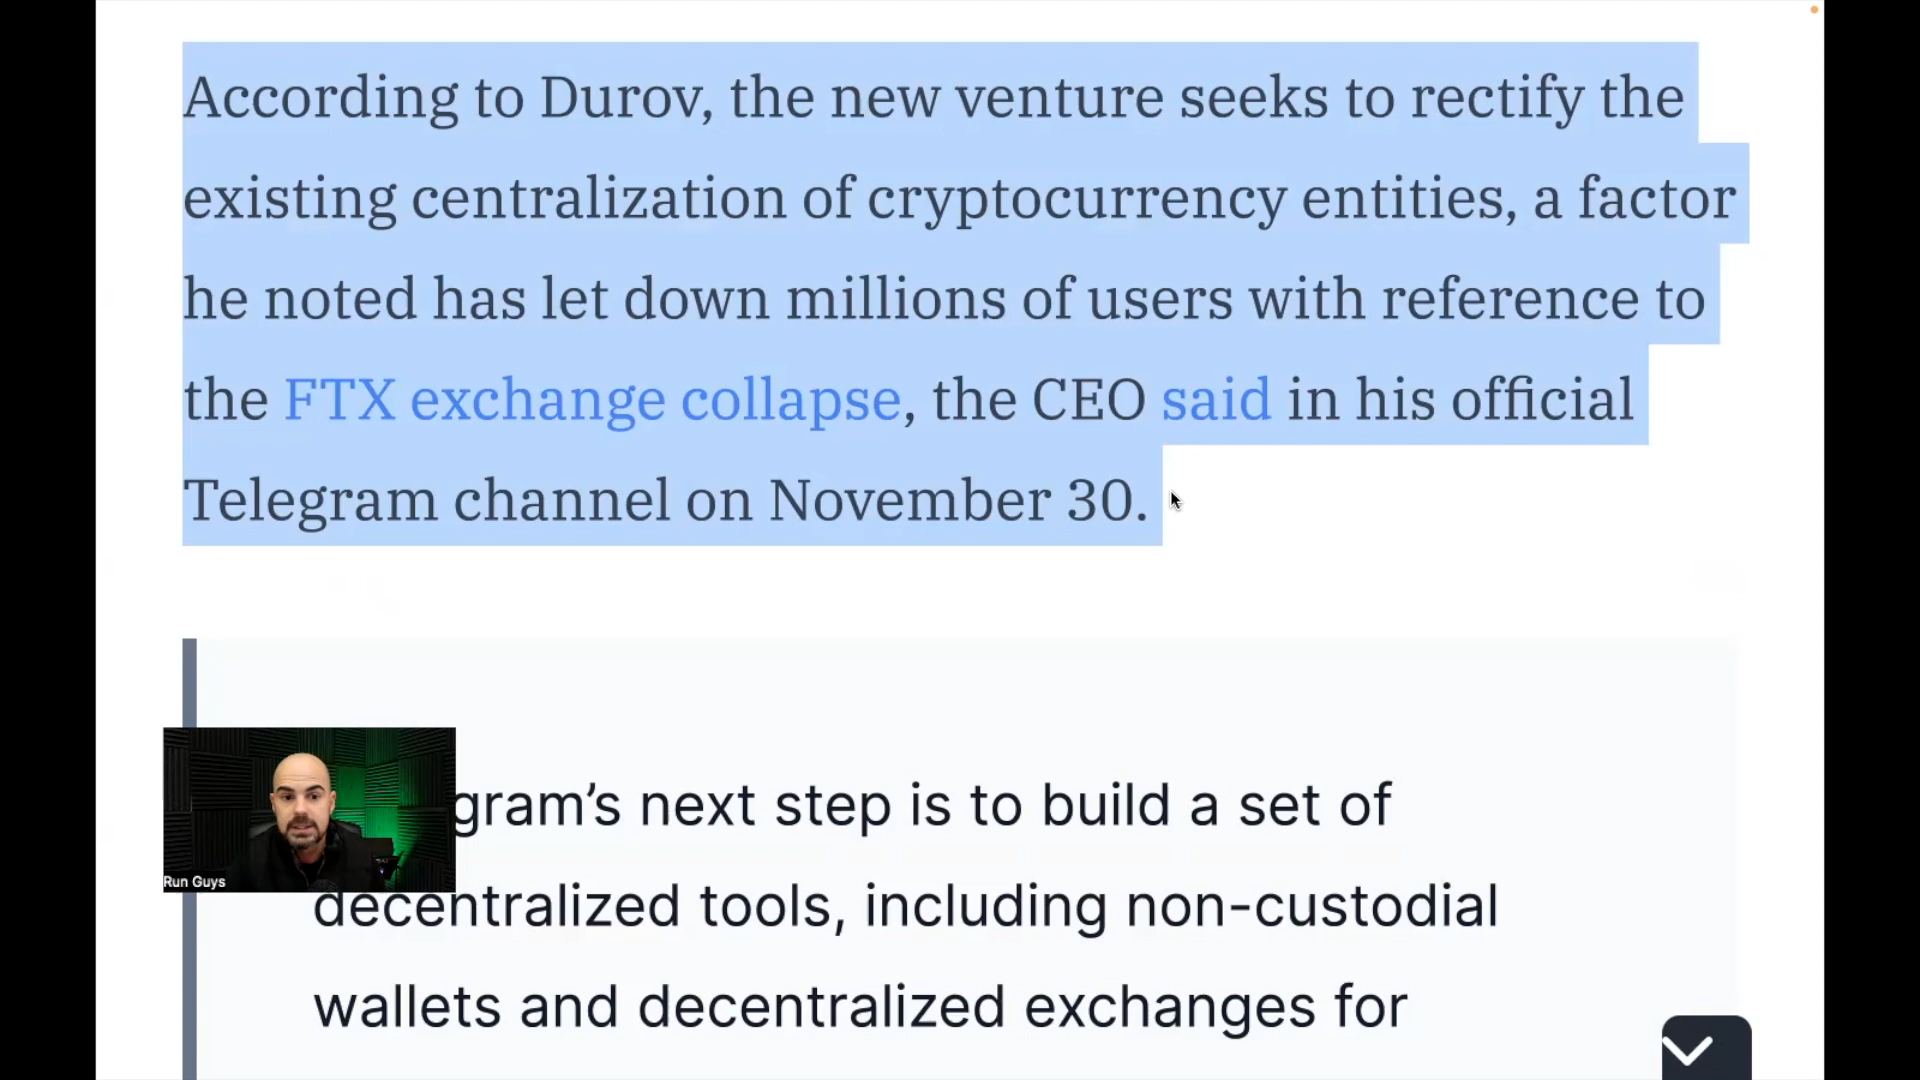 According to Durov, the new venture seeks to rectify the
existing centralization of cryptocurrency entities, a factor
he noted has let down millions of users with reference to
the FTX exchange collapse, the CEO said in his official
Telegram channel on November 30.
gram’s next step is to build a set of
Run Guys
decentralized tools, including non-custodial
wallets and decentralized exchanges for